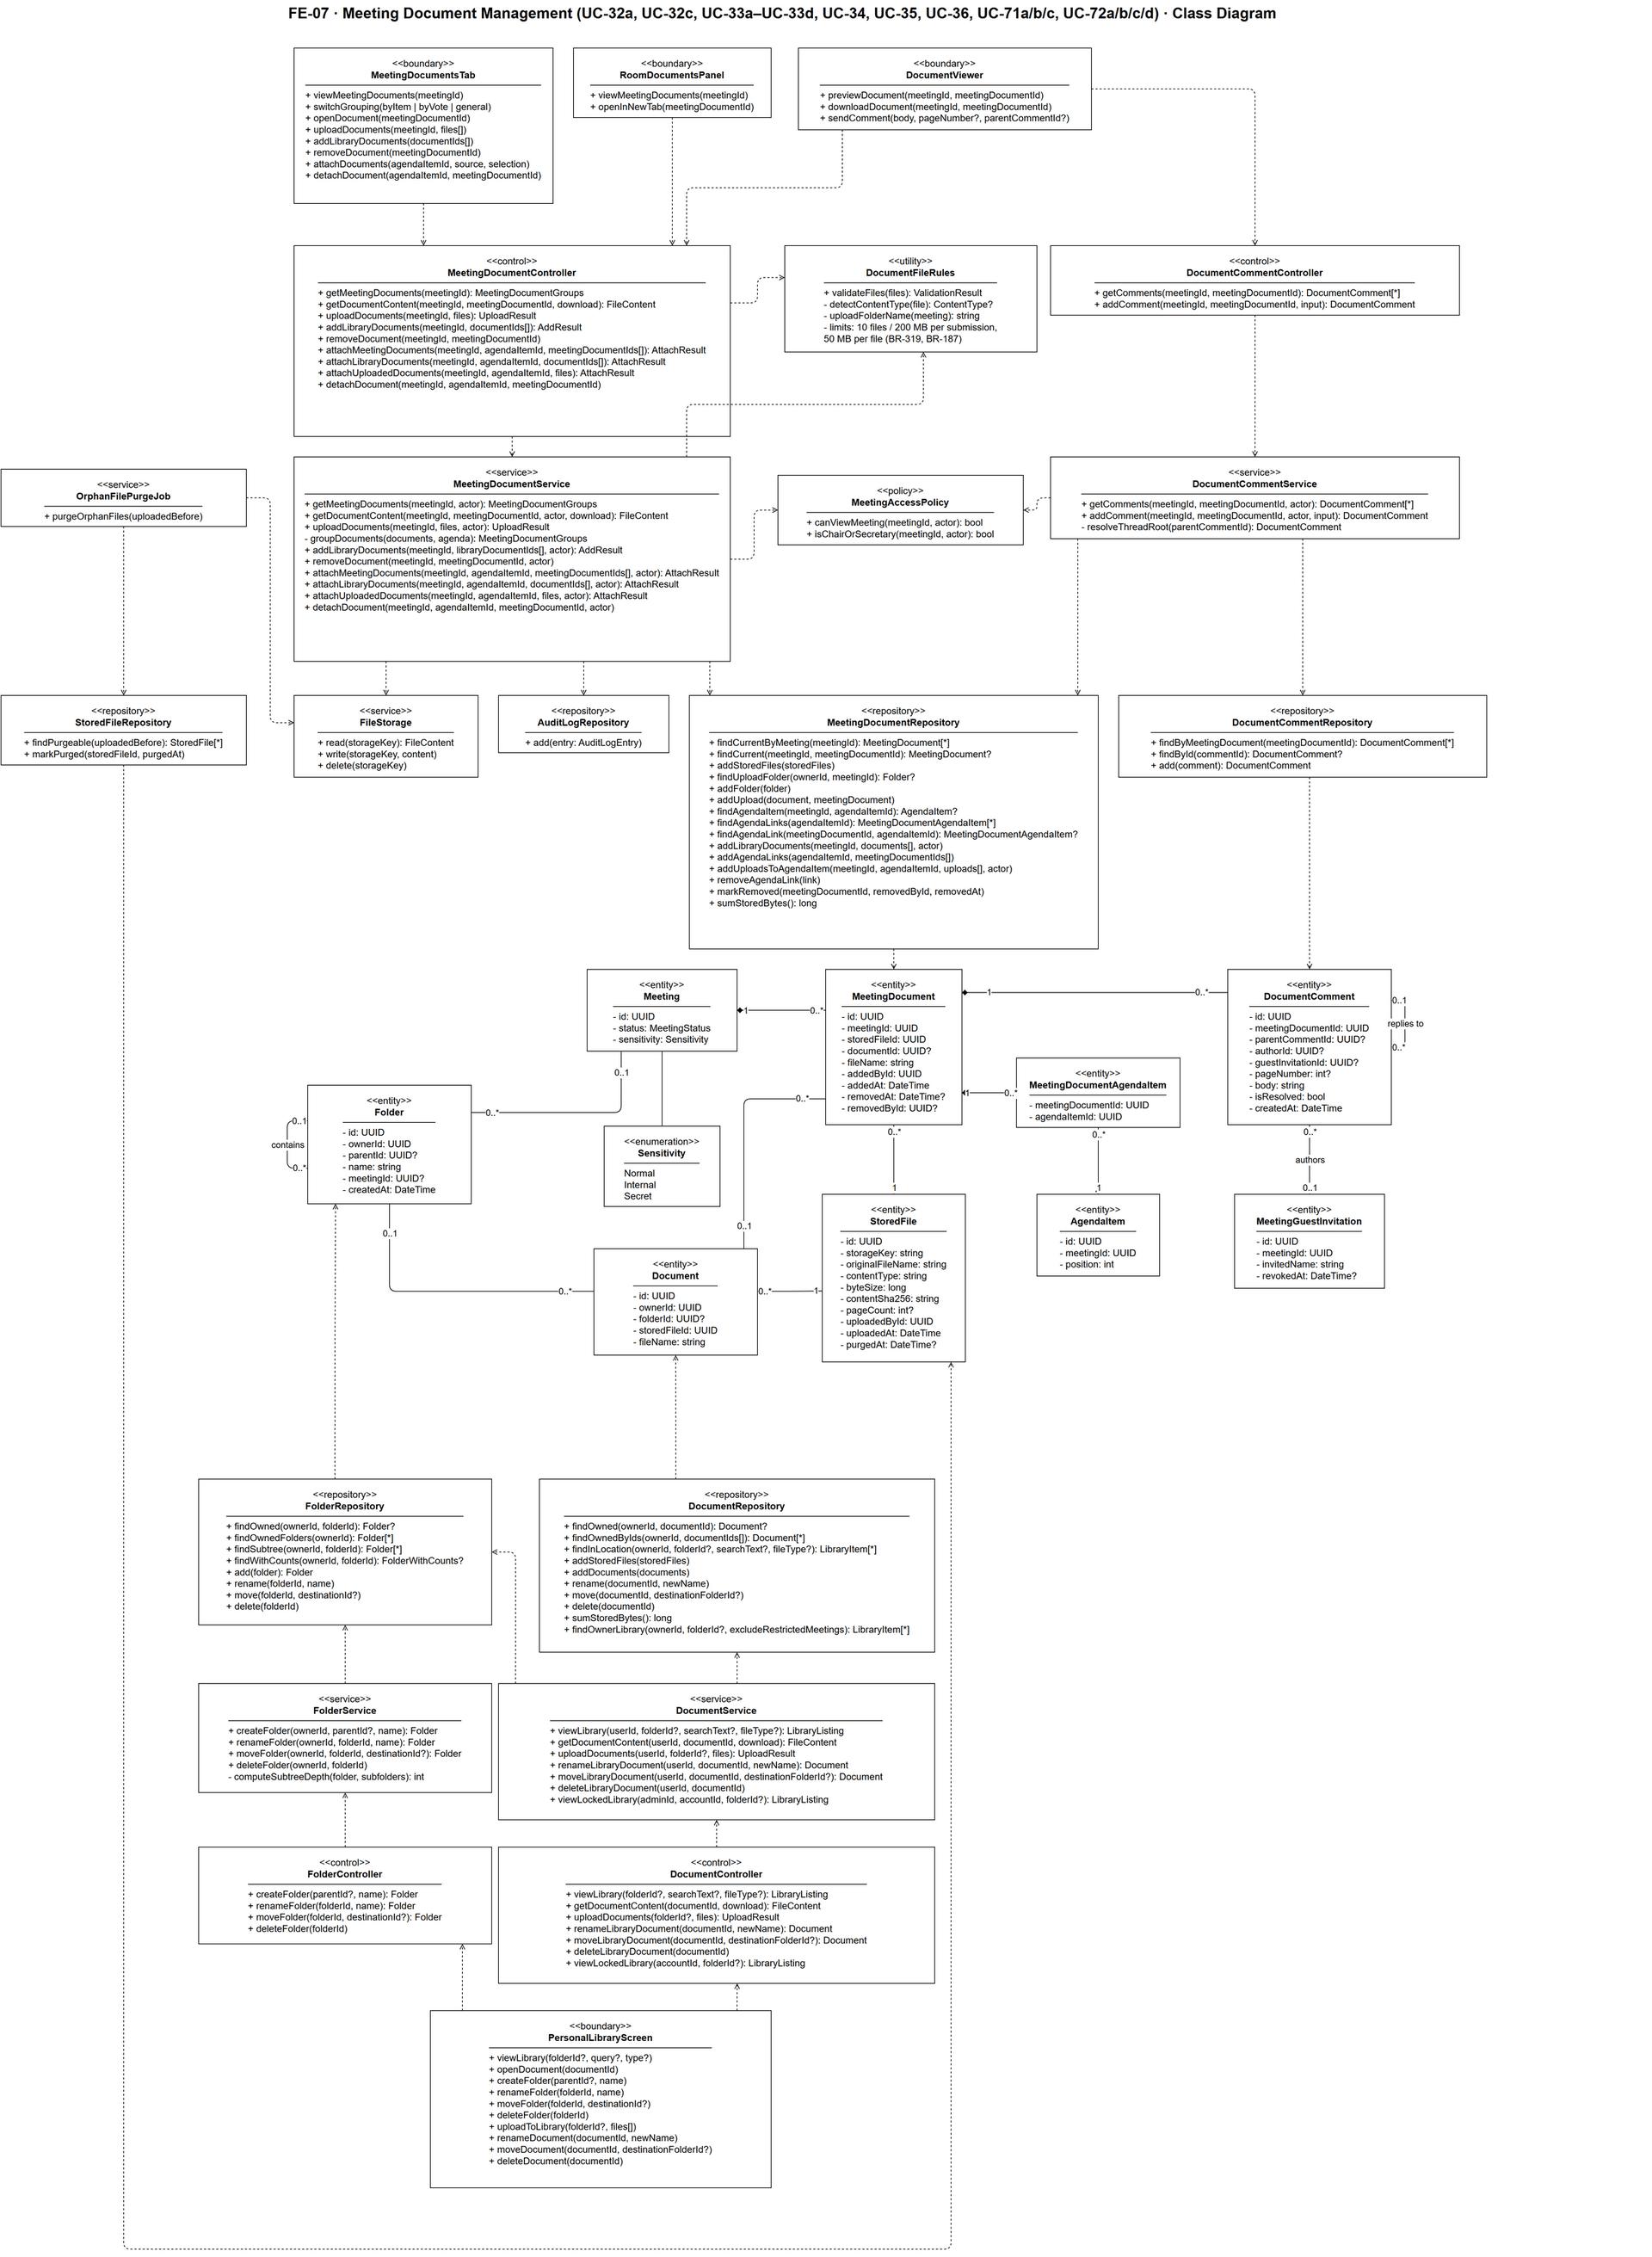 FE-07 · Meeting Document Management (UC-32a, UC-32c, UC-33a–UC-33d, UC-34, UC-35, UC-36, UC-71a/b/c, UC-72a/b/c/d) · Class Diagram
<<boundary>>
MeetingDocumentsTab
+ viewMeetingDocuments(meetingId)
+ switchGrouping(byItem | byVote | general)
+ openDocument(meetingDocumentId)
+ uploadDocuments(meetingId, files[])
+ addLibraryDocuments(documentIds[])
+ removeDocument(meetingDocumentId)
+ attachDocuments(agendaItemId, source, selection)
+ detachDocument(agendaItemId, meetingDocumentId)
<<boundary>>
RoomDocumentsPanel
+ viewMeetingDocuments(meetingId)
+ openInNewTab(meetingDocumentId)
<<boundary>>
DocumentViewer
+ previewDocument(meetingId, meetingDocumentId)
+ downloadDocument(meetingId, meetingDocumentId)
+ sendComment(body, pageNumber?, parentCommentId?)
<<control>>
MeetingDocumentController
+ getMeetingDocuments(meetingId): MeetingDocumentGroups
+ getDocumentContent(meetingId, meetingDocumentId, download): FileContent
+ uploadDocuments(meetingId, files): UploadResult
+ addLibraryDocuments(meetingId, documentIds[]): AddResult
+ removeDocument(meetingId, meetingDocumentId)
+ attachMeetingDocuments(meetingId, agendaItemId, meetingDocumentIds[]): AttachResult
+ attachLibraryDocuments(meetingId, agendaItemId, documentIds[]): AttachResult
+ attachUploadedDocuments(meetingId, agendaItemId, files): AttachResult
+ detachDocument(meetingId, agendaItemId, meetingDocumentId)
<<utility>>
DocumentFileRules
+ validateFiles(files): ValidationResult
- detectContentType(file): ContentType?
- uploadFolderName(meeting): string
- limits: 10 files / 200 MB per submission,
50 MB per file (BR-319, BR-187)
<<control>>
DocumentCommentController
+ getComments(meetingId, meetingDocumentId): DocumentComment[*]
+ addComment(meetingId, meetingDocumentId, input): DocumentComment
<<service>>
OrphanFilePurgeJob
+ purgeOrphanFiles(uploadedBefore)
<<service>>
MeetingDocumentService
+ getMeetingDocuments(meetingId, actor): MeetingDocumentGroups
+ getDocumentContent(meetingId, meetingDocumentId, actor, download): FileContent
+ uploadDocuments(meetingId, files, actor): UploadResult
- groupDocuments(documents, agenda): MeetingDocumentGroups
+ addLibraryDocuments(meetingId, libraryDocumentIds[], actor): AddResult
+ removeDocument(meetingId, meetingDocumentId, actor)
+ attachMeetingDocuments(meetingId, agendaItemId, meetingDocumentIds[], actor): AttachResult
+ attachLibraryDocuments(meetingId, agendaItemId, documentIds[], actor): AttachResult
+ attachUploadedDocuments(meetingId, agendaItemId, files, actor): AttachResult
+ detachDocument(meetingId, agendaItemId, meetingDocumentId, actor)
<<policy>>
MeetingAccessPolicy
+ canViewMeeting(meetingId, actor): bool
+ isChairOrSecretary(meetingId, actor): bool
<<service>>
DocumentCommentService
+ getComments(meetingId, meetingDocumentId, actor): DocumentComment[*]
+ addComment(meetingId, meetingDocumentId, actor, input): DocumentComment
- resolveThreadRoot(parentCommentId): DocumentComment
<<repository>>
StoredFileRepository
+ findPurgeable(uploadedBefore): StoredFile[*]
+ markPurged(storedFileId, purgedAt)
<<service>>
FileStorage
+ read(storageKey): FileContent
+ write(storageKey, content)
+ delete(storageKey)
<<repository>>
AuditLogRepository
+ add(entry: AuditLogEntry)
<<repository>>
MeetingDocumentRepository
+ findCurrentByMeeting(meetingId): MeetingDocument[*]
+ findCurrent(meetingId, meetingDocumentId): MeetingDocument?
+ addStoredFiles(storedFiles)
+ findUploadFolder(ownerId, meetingId): Folder?
+ addFolder(folder)
+ addUpload(document, meetingDocument)
+ findAgendaItem(meetingId, agendaItemId): AgendaItem?
+ findAgendaLinks(agendaItemId): MeetingDocumentAgendaItem[*]
+ findAgendaLink(meetingDocumentId, agendaItemId): MeetingDocumentAgendaItem?
+ addLibraryDocuments(meetingId, documents[], actor)
+ addAgendaLinks(agendaItemId, meetingDocumentIds[])
+ addUploadsToAgendaItem(meetingId, agendaItemId, uploads[], actor)
+ removeAgendaLink(link)
+ markRemoved(meetingDocumentId, removedById, removedAt)
+ sumStoredBytes(): long
<<repository>>
DocumentCommentRepository
+ findByMeetingDocument(meetingDocumentId): DocumentComment[*]
+ findById(commentId): DocumentComment?
+ add(comment): DocumentComment
<<entity>>
Meeting
- id: UUID
- status: MeetingStatus
- sensitivity: Sensitivity
1
0..*
<<entity>>
MeetingDocument
- id: UUID
- meetingId: UUID
- storedFileId: UUID
- documentId: UUID?
- fileName: string
- addedById: UUID
- addedAt: DateTime
- removedAt: DateTime?
- removedById: UUID?
1
0..*
<<entity>>
DocumentComment
- id: UUID
- meetingDocumentId: UUID
- parentCommentId: UUID?
- authorId: UUID?
- guestInvitationId: UUID?
- pageNumber: int?
- body: string
- isResolved: bool
- createdAt: DateTime
0..1
replies to
0..*
1
0..*
<<entity>>
MeetingDocumentAgendaItem
- meetingDocumentId: UUID
- agendaItemId: UUID
0..1
0..*
0..*
<<entity>>
Folder
- id: UUID
- ownerId: UUID
- parentId: UUID?
- name: string
- meetingId: UUID?
- createdAt: DateTime
0..1
contains
0..*
<<enumeration>>
Sensitivity
Normal
Internal
Secret
0..*
1
0..*
1
0..*
authors
0..1
<<entity>>
StoredFile
- id: UUID
- storageKey: string
- originalFileName: string
- contentType: string
- byteSize: long
- contentSha256: string
- pageCount: int?
- uploadedById: UUID
- uploadedAt: DateTime
- purgedAt: DateTime?
<<entity>>
AgendaItem
- id: UUID
- meetingId: UUID
- position: int
<<entity>>
MeetingGuestInvitation
- id: UUID
- meetingId: UUID
- invitedName: string
- revokedAt: DateTime?
0..1
0..1
0..*
<<entity>>
Document
- id: UUID
- ownerId: UUID
- folderId: UUID?
- storedFileId: UUID
- fileName: string
0..*
1
<<repository>>
FolderRepository
+ findOwned(ownerId, folderId): Folder?
+ findOwnedFolders(ownerId): Folder[*]
+ findSubtree(ownerId, folderId): Folder[*]
+ findWithCounts(ownerId, folderId): FolderWithCounts?
+ add(folder): Folder
+ rename(folderId, name)
+ move(folderId, destinationId?)
+ delete(folderId)
<<repository>>
DocumentRepository
+ findOwned(ownerId, documentId): Document?
+ findOwnedByIds(ownerId, documentIds[]): Document[*]
+ findInLocation(ownerId, folderId?, searchText?, fileType?): LibraryItem[*]
+ addStoredFiles(storedFiles)
+ addDocuments(documents)
+ rename(documentId, newName)
+ move(documentId, destinationFolderId?)
+ delete(documentId)
+ sumStoredBytes(): long
+ findOwnerLibrary(ownerId, folderId?, excludeRestrictedMeetings): LibraryItem[*]
<<service>>
FolderService
+ createFolder(ownerId, parentId?, name): Folder
+ renameFolder(ownerId, folderId, name): Folder
+ moveFolder(ownerId, folderId, destinationId?): Folder
+ deleteFolder(ownerId, folderId)
- computeSubtreeDepth(folder, subfolders): int
<<service>>
DocumentService
+ viewLibrary(userId, folderId?, searchText?, fileType?): LibraryListing
+ getDocumentContent(userId, documentId, download): FileContent
+ uploadDocuments(userId, folderId?, files): UploadResult
+ renameLibraryDocument(userId, documentId, newName): Document
+ moveLibraryDocument(userId, documentId, destinationFolderId?): Document
+ deleteLibraryDocument(userId, documentId)
+ viewLockedLibrary(adminId, accountId, folderId?): LibraryListing
<<control>>
FolderController
+ createFolder(parentId?, name): Folder
+ renameFolder(folderId, name): Folder
+ moveFolder(folderId, destinationId?): Folder
+ deleteFolder(folderId)
<<control>>
DocumentController
+ viewLibrary(folderId?, searchText?, fileType?): LibraryListing
+ getDocumentContent(documentId, download): FileContent
+ uploadDocuments(folderId?, files): UploadResult
+ renameLibraryDocument(documentId, newName): Document
+ moveLibraryDocument(documentId, destinationFolderId?): Document
+ deleteLibraryDocument(documentId)
+ viewLockedLibrary(accountId, folderId?): LibraryListing
<<boundary>>
PersonalLibraryScreen
+ viewLibrary(folderId?, query?, type?)
+ openDocument(documentId)
+ createFolder(parentId?, name)
+ renameFolder(folderId, name)
+ moveFolder(folderId, destinationId?)
+ deleteFolder(folderId)
+ uploadToLibrary(folderId?, files[])
+ renameDocument(documentId, newName)
+ moveDocument(documentId, destinationFolderId?)
+ deleteDocument(documentId)